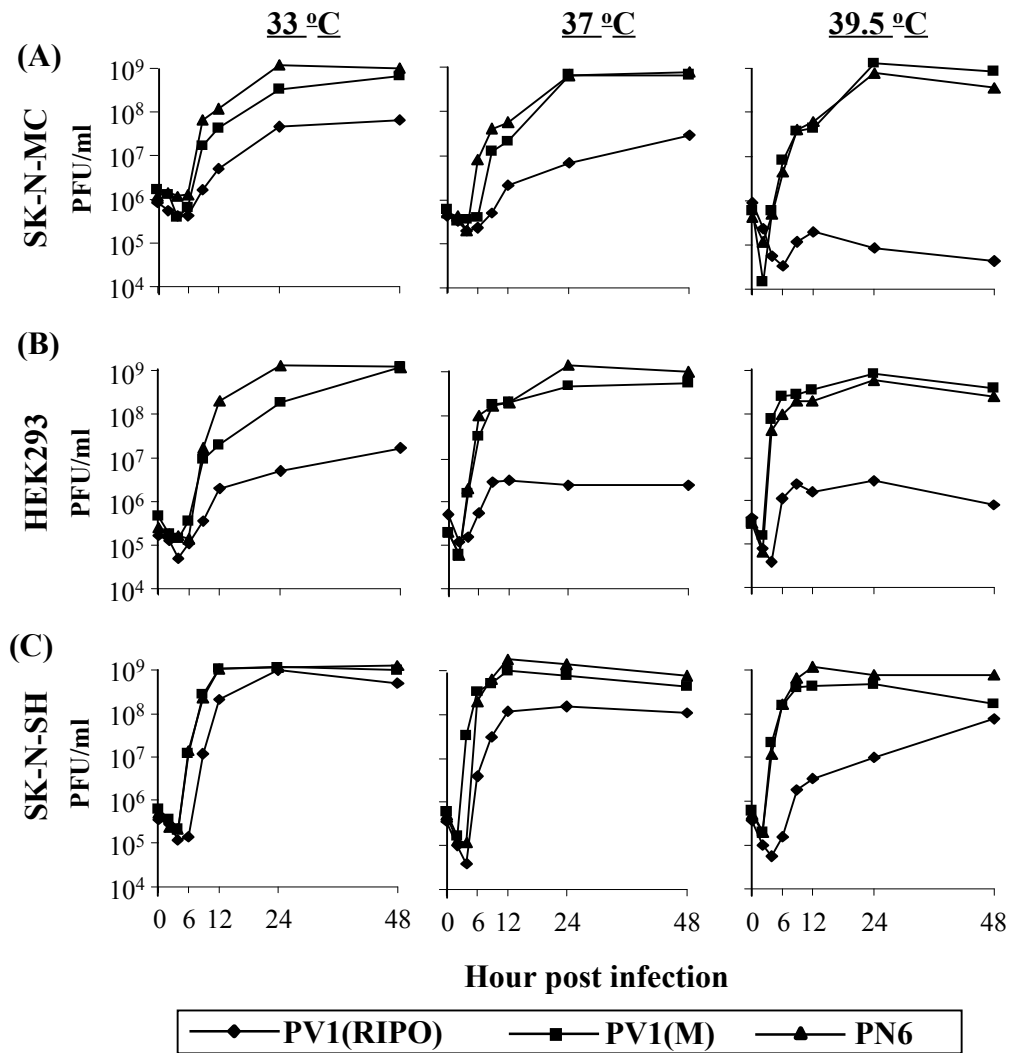 33 ºC 37 ºC 39.5 ºC
(A)
SK-N-MC
PFU/ml
10⁹
10⁸
10⁷
10⁶
10⁵
10⁴
(B)
HEK293
PFU/ml
10⁹
10⁸
10⁷
10⁶
10⁵
10⁴
(C)
SK-N-SH
PFU/ml
10⁹
10⁸
10⁷
10⁶
10⁵
10⁴
0 6 12 24 48 0 6 12 24 48 0 6 12 24 48
Hour post infection
PV1(RIPO) PV1(M) PN6